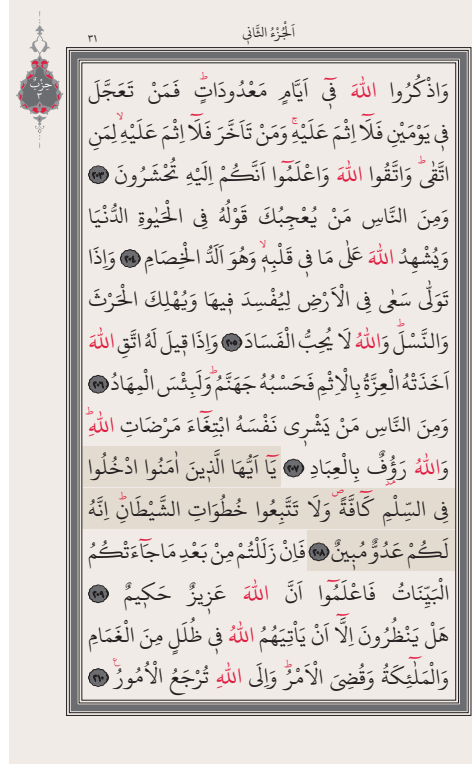 اَلْجُزْءُ الثَّانٖي
٣١
حزب
٣
وَاذْكُرُوا اللّٰهَ فٖٓي اَيَّامٍ مَعْدُودَاتٍۜ فَمَنْ تَعَجَّلَ
فٖي يَوْمَيْنِ فَلَٓا اِثْمَ عَلَيْهِۚ وَمَنْ تَاَخَّرَ فَلَٓا اِثْمَ عَلَيْهِۙ لِمَنِ
اتَّقٰىۜ وَاتَّقُوا اللّٰهَ وَاعْلَمُٓوا اَنَّكُمْ اِلَيْهِ تُحْشَرُونَ ﴿٢٠٣﴾
وَمِنَ النَّاسِ مَنْ يُعْجِبُكَ قَوْلُهُ فِي الْحَيٰوةِ الدُّنْيَا
وَيُشْهِدُ اللّٰهَ عَلٰى مَا فٖي قَلْبِهٖۙ وَهُوَ اَلَدُّ الْخِصَامِ ﴿٢٠٤﴾ وَاِذَا
تَوَلّٰى سَعٰى فِي الْاَرْضِ لِيُفْسِدَ فٖيهَا وَيُهْلِكَ الْحَرْثَ
وَالنَّسْلَۜ وَاللّٰهُ لَا يُحِبُّ الْفَسَادَ ﴿٢٠٥﴾ وَاِذَا قٖيلَ لَهُ اتَّقِ اللّٰهَ
اَخَذَتْهُ الْعِزَّةُ بِالْاِثْمِ فَحَسْبُهُ جَهَنَّمُۜ وَلَبِئْسَ الْمِهَادُ ﴿٢٠٦﴾
وَمِنَ النَّاسِ مَنْ يَشْرٖي نَفْسَهُ ابْتِغَٓاءَ مَرْضَاتِ اللّٰهِۜ
وَاللّٰهُ رَؤُ۫فٌ بِالْعِبَادِ ﴿٢٠٧﴾ يَٓا اَيُّهَا الَّذٖينَ اٰمَنُوا ادْخُلُوا
فِي السِّلْمِ كَٓافَّةًۖ وَلَا تَتَّبِعُوا خُطُوَاتِ الشَّيْطَانِۜ اِنَّهُ
لَكُمْ عَدُوٌّ مُبٖينٌ ﴿٢٠٨﴾ فَاِنْ زَلَلْتُمْ مِنْ بَعْدِ مَا جَٓاءَتْكُمُ
الْبَيِّنَاتُ فَاعْلَمُٓوا اَنَّ اللّٰهَ عَزٖيزٌ حَكٖيمٌ ﴿٢٠٩﴾
هَلْ يَنْظُرُونَ اِلَّٓا اَنْ يَاْتِيَهُمُ اللّٰهُ فٖي ظُلَلٍ مِنَ الْغَمَامِ
وَالْمَلٰٓئِكَةُ وَقُضِيَ الْاَمْرُۜ وَاِلَى اللّٰهِ تُرْجَعُ الْاُمُورُ۟ ﴿٢١٠﴾